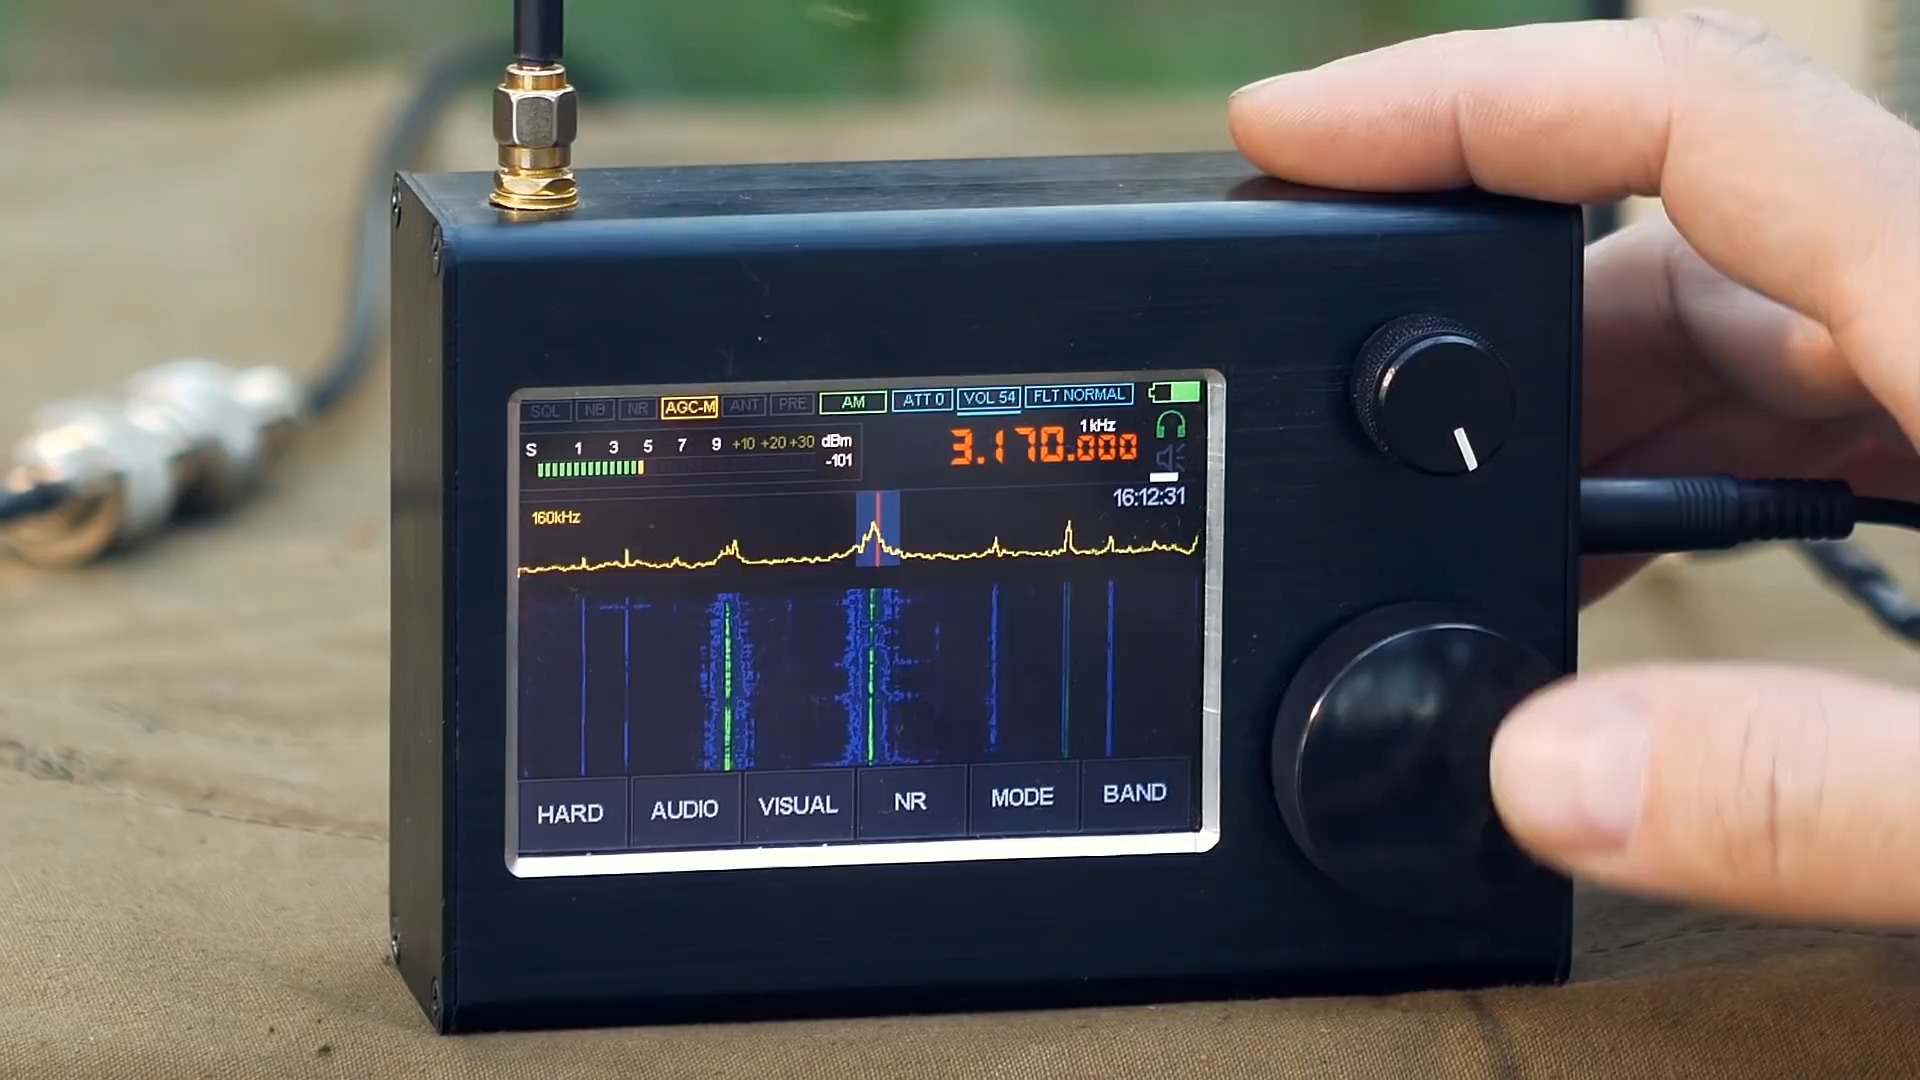 SQL NB NR AGC-M ANT PRE AM ATT 0 VOL 54 FLT NORMAL
S 1 3 5 7 9 +10 +20 +30 dBm
-101
1 kHz
3.170.000
16:12:31
160kHz
HARD AUDIO VISUAL NR MODE BAND